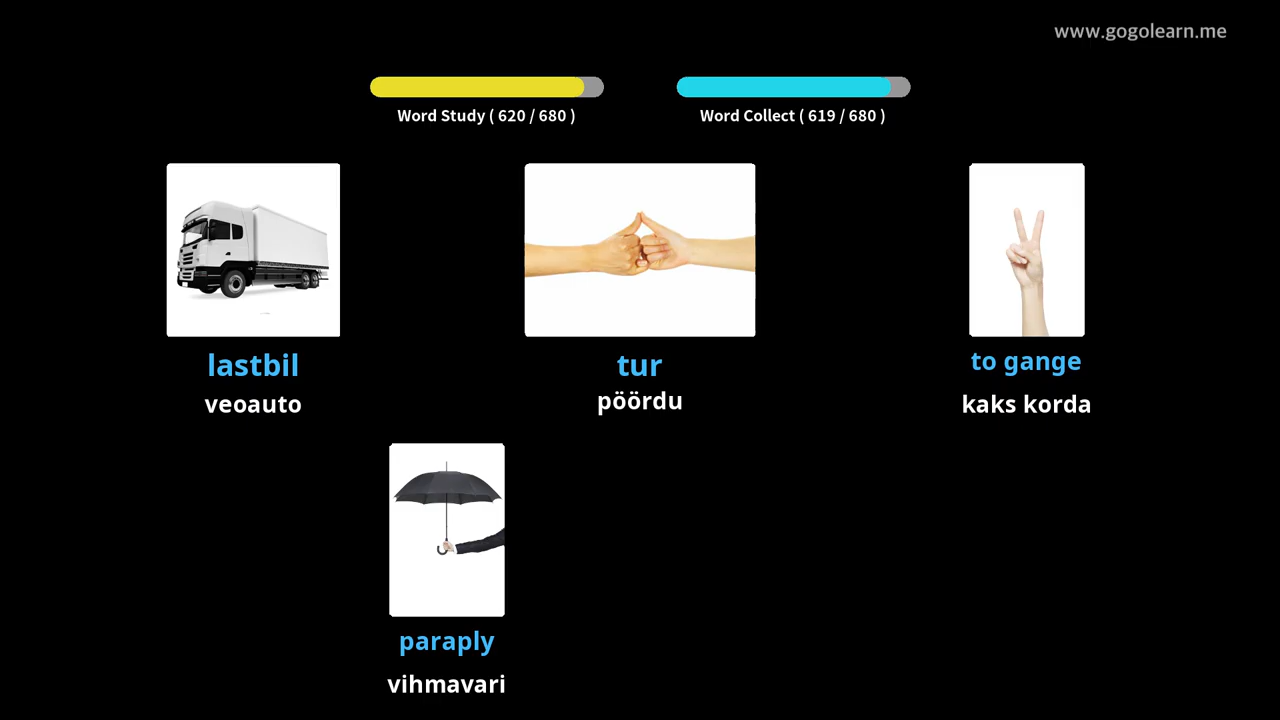 www.gogolearn.me
Word Study ( 620 / 680 )
Word Collect ( 619 / 680 )
lastbil
veoauto
tur
pöördu
to gange
kaks korda
paraply
vihmavari